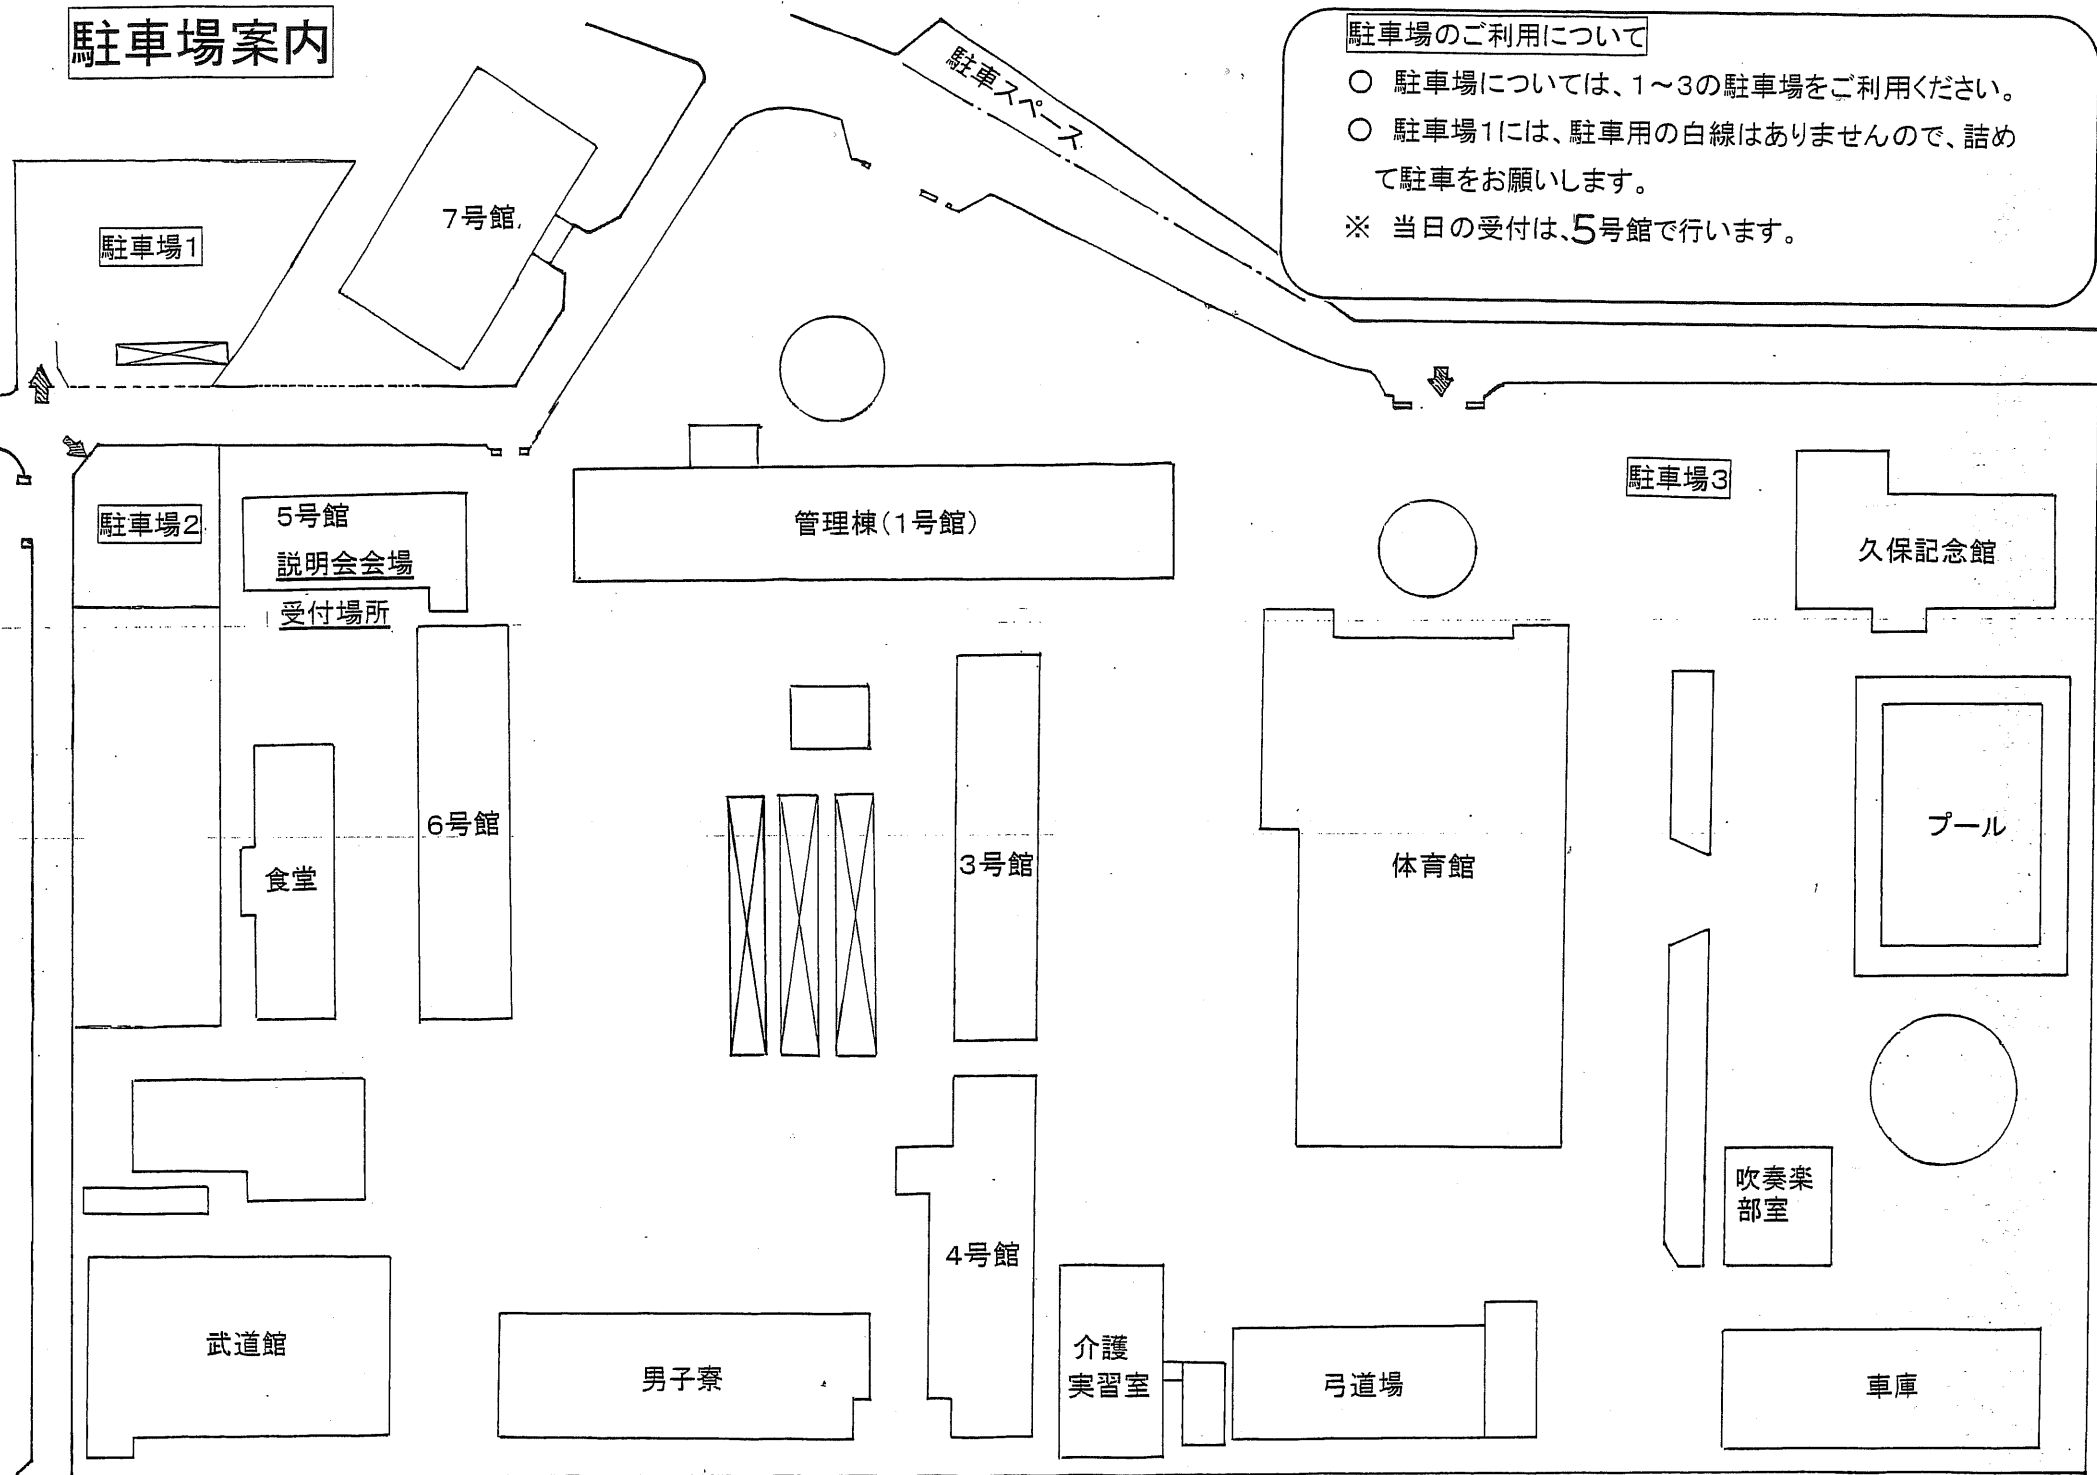 駐車場案内
駐車スペース
駐車場のご利用について
○ 駐車場については、1~3の駐車場をご利用ください。
○ 駐車場1には、駐車用の白線はありませんので、詰め
て駐車をお願いします。
※ 当日の受付は、5号館で行います。
7号館
駐車場1
駐車場2
5号館
説明会会場
受付場所
管理棟(1号館)
駐車場3
久保記念館
6号館
食堂
3号館
体育館
プール
吹奏楽
部室
4号館
武道館
男子寮
介護
実習室
弓道場
車庫